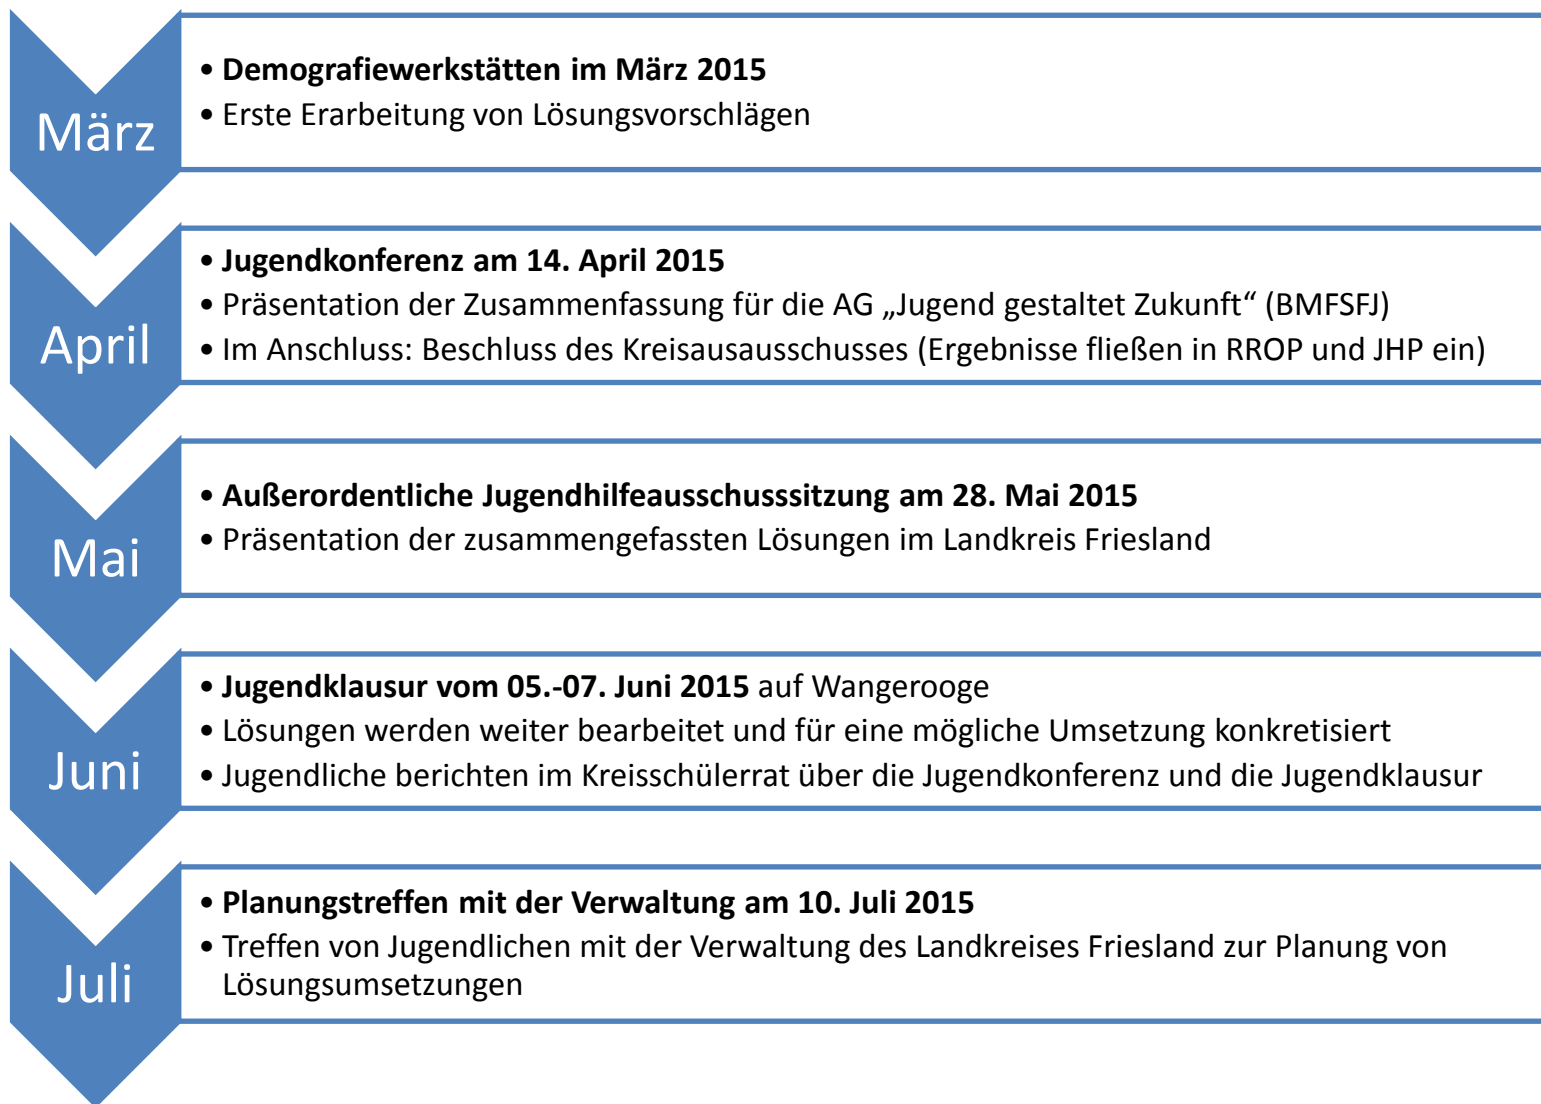 März
• Demografiewerkstätten im März 2015
• Erste Erarbeitung von Lösungsvorschlägen
April
• Jugendkonferenz am 14. April 2015
• Präsentation der Zusammenfassung für die AG „Jugend gestaltet Zukunft“ (BMFSFJ)
• Im Anschluss: Beschluss des Kreisausausschusses (Ergebnisse fließen in RROP und JHP ein)
Mai
• Außerordentliche Jugendhilfeausschusssitzung am 28. Mai 2015
• Präsentation der zusammengefassten Lösungen im Landkreis Friesland
Juni
• Jugendklausur vom 05.-07. Juni 2015 auf Wangerooge
• Lösungen werden weiter bearbeitet und für eine mögliche Umsetzung konkretisiert
• Jugendliche berichten im Kreisschülerrat über die Jugendkonferenz und die Jugendklausur
Juli
• Planungstreffen mit der Verwaltung am 10. Juli 2015
• Treffen von Jugendlichen mit der Verwaltung des Landkreises Friesland zur Planung von
Lösungsumsetzungen